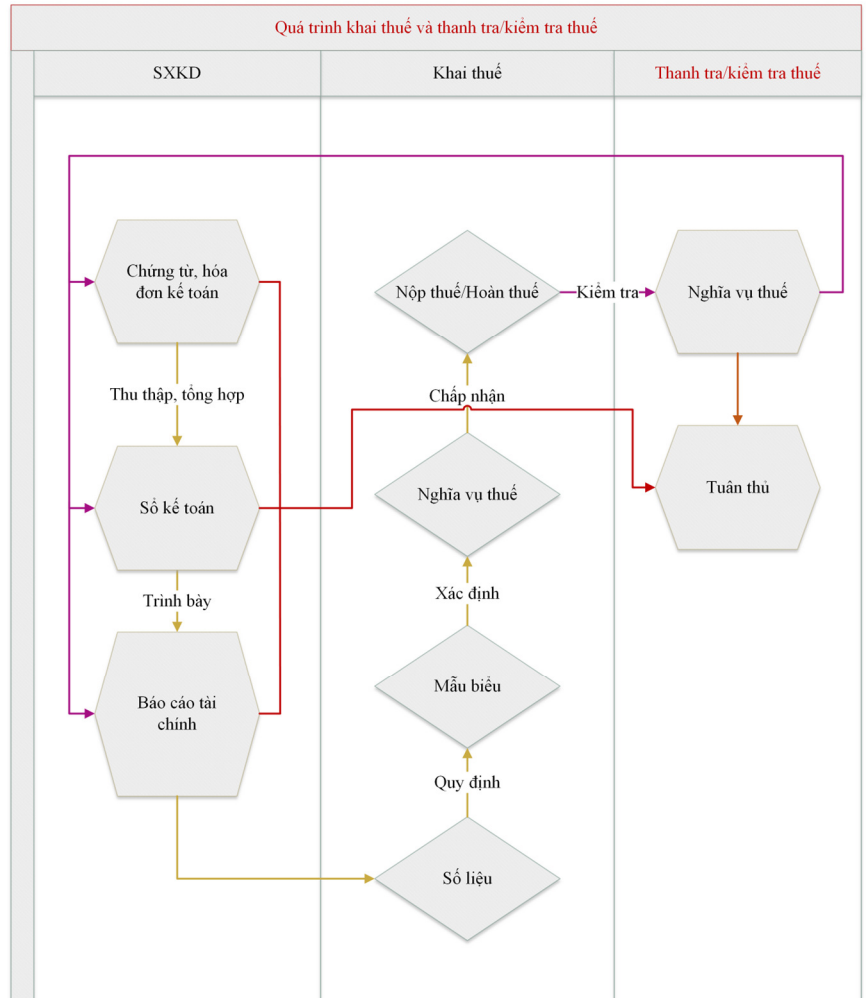 Quá trình khai thuế và thanh tra/kiểm tra thuế
SXKD
Khai thuế
Thanh tra/kiểm tra thuế
Chứng từ, hóa
đơn kế toán
Thu thập, tổng hợp
Sổ kế toán
Trình bày
Báo cáo tài
chính
Nộp thuế/Hoàn thuế
Kiểm tra
Chấp nhận
Nghĩa vụ thuế
Xác định
Mẫu biểu
Quy định
Số liệu
Nghĩa vụ thuế
Tuân thủ